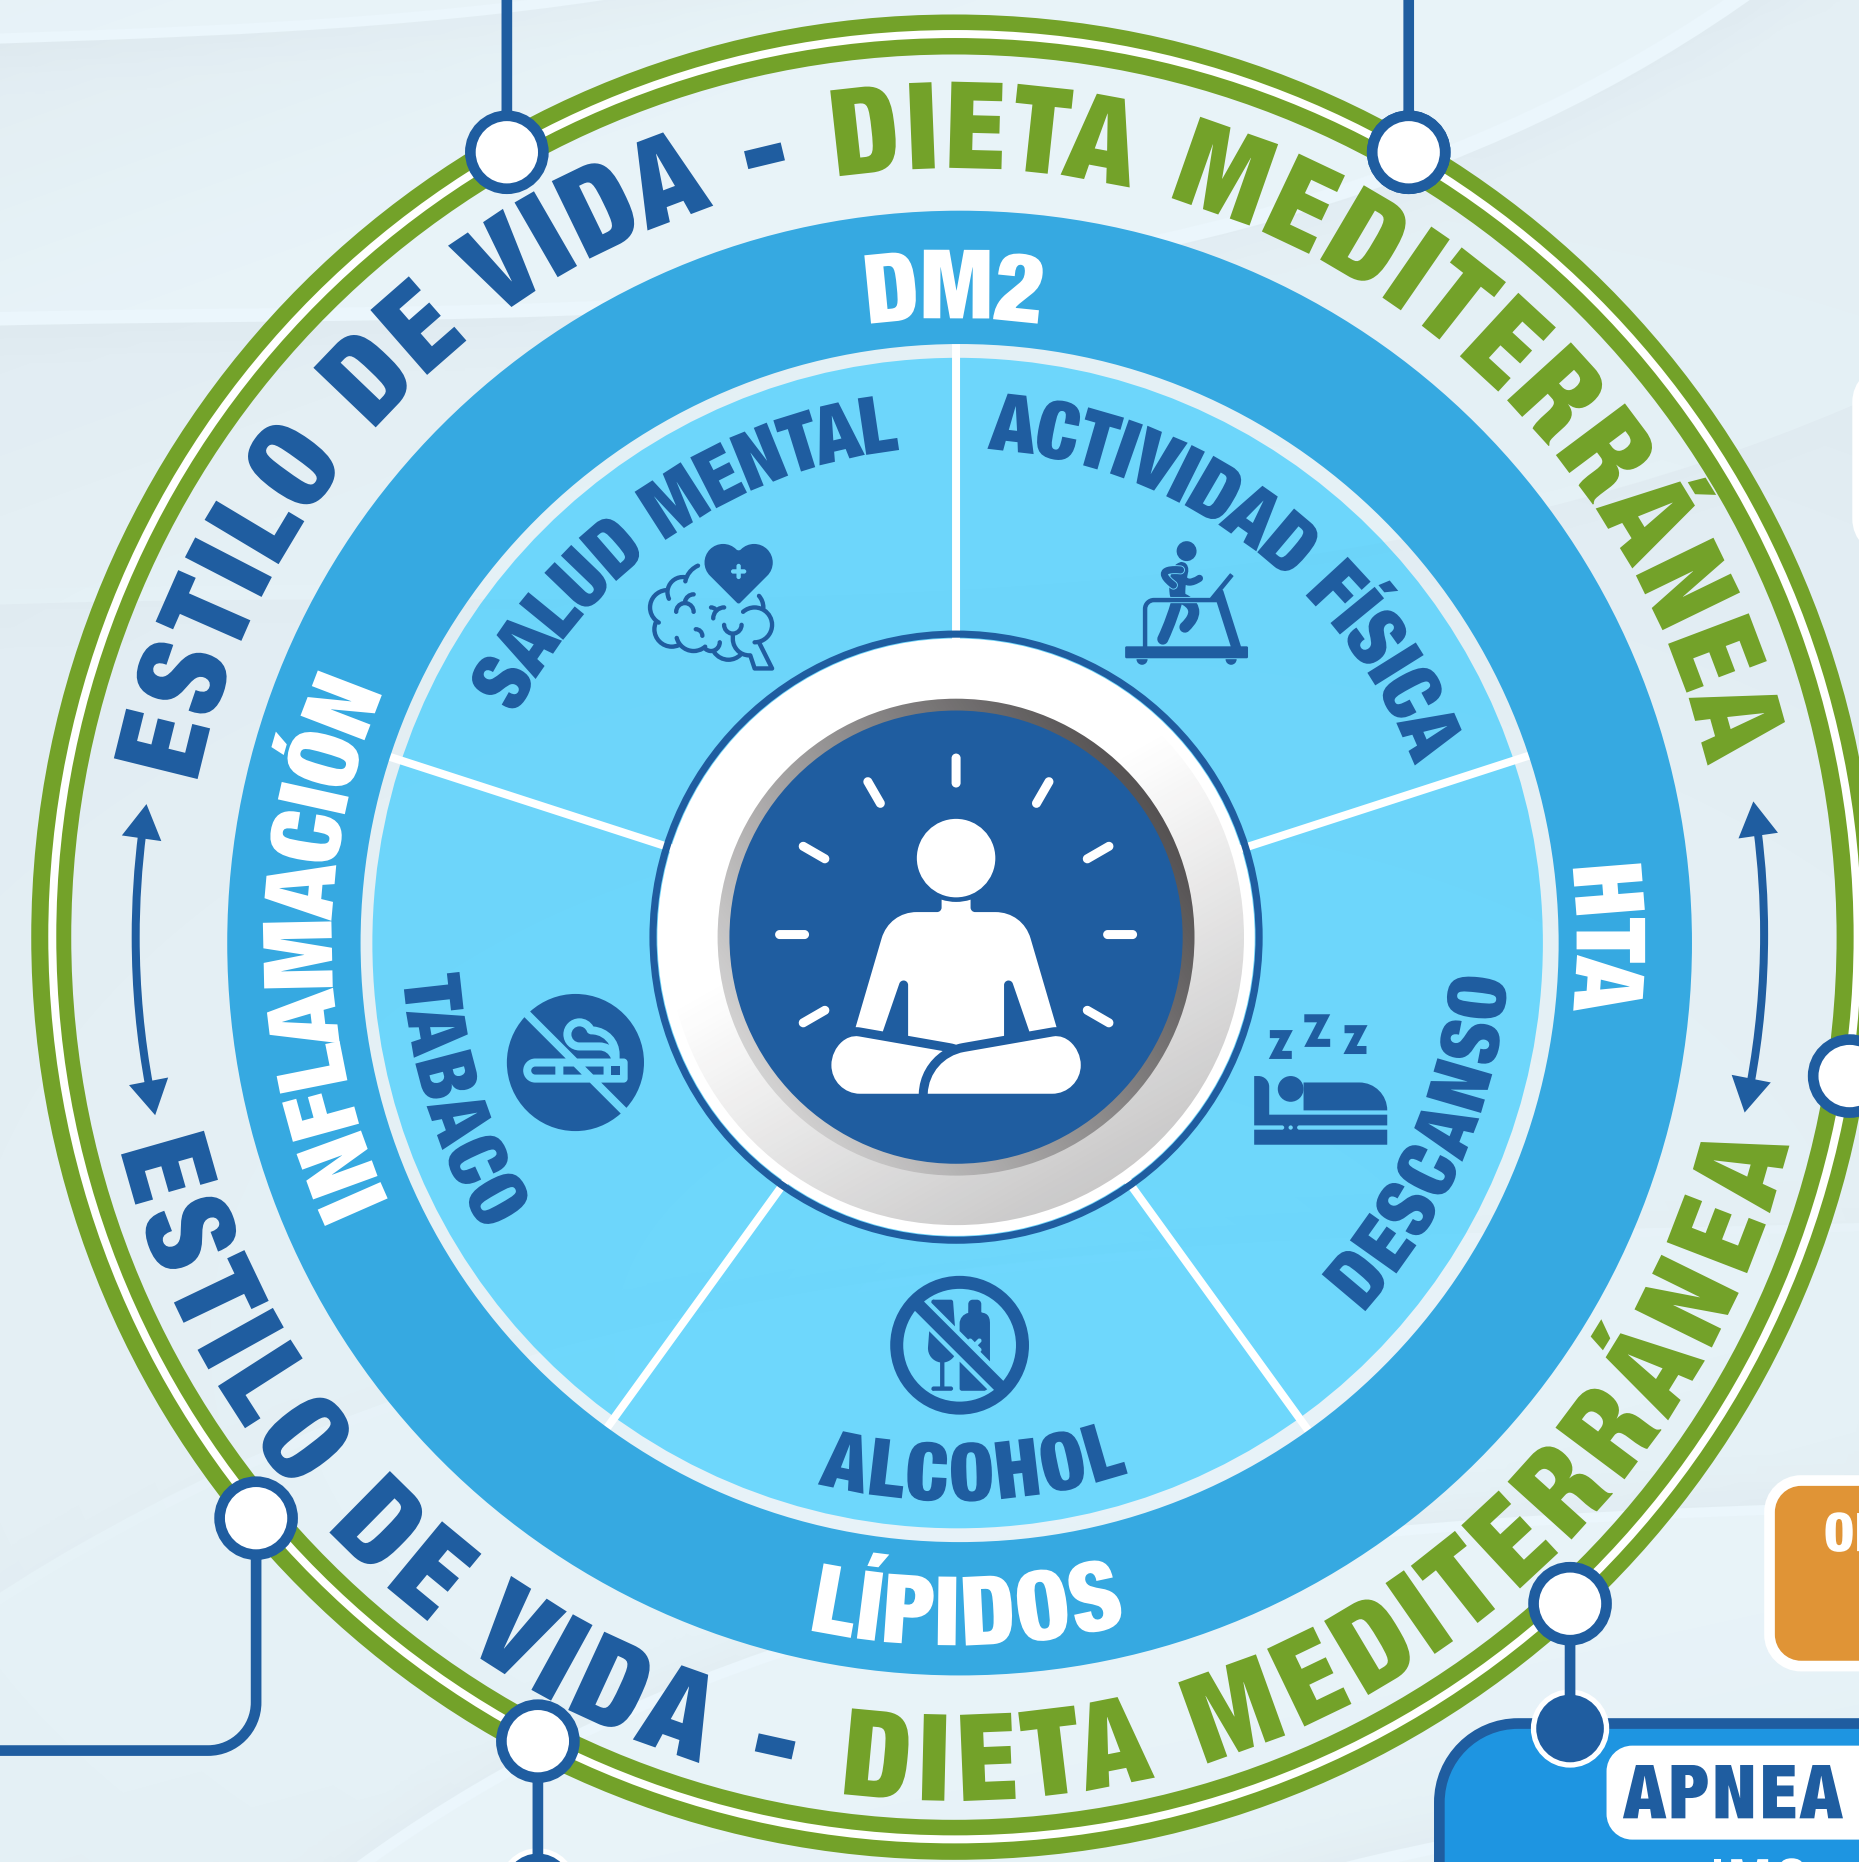 ESTILO DE VIDA - DIETA MEDITERRÁNEA
DM2
SALUD MENTAL
ACTIVIDAD FÍSICA
INFLAMACIÓN
HTA
TABACO
DESCANSO
z z z
ALCOHOL
LÍPIDOS
ESTILO DE VIDA - DIETA MEDITERRÁNEA
APNEA